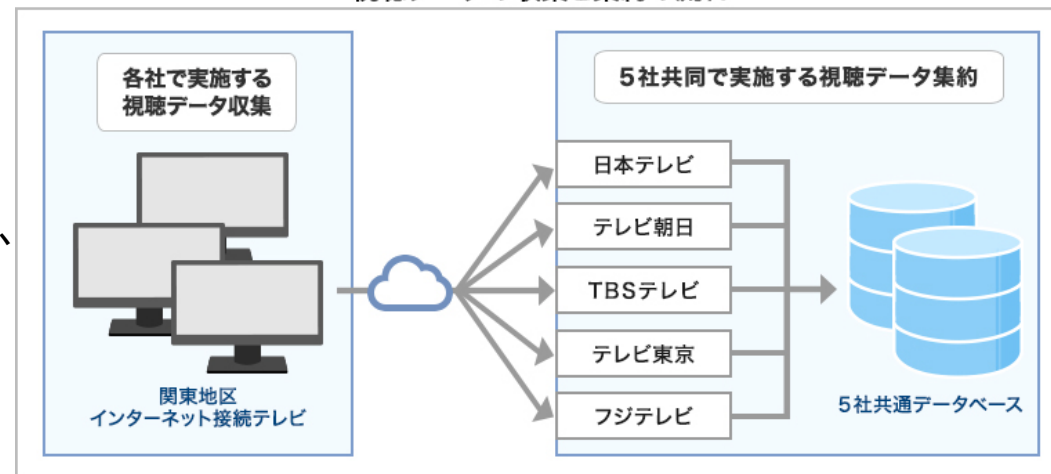 各社で実施する
視聴データ収集
5社共同で実施する視聴データ集約
日本テレビ
テレビ朝日
TBSテレビ
テレビ東京
フジテレビ
関東地区
インターネット接続テレビ
5社共通データベース